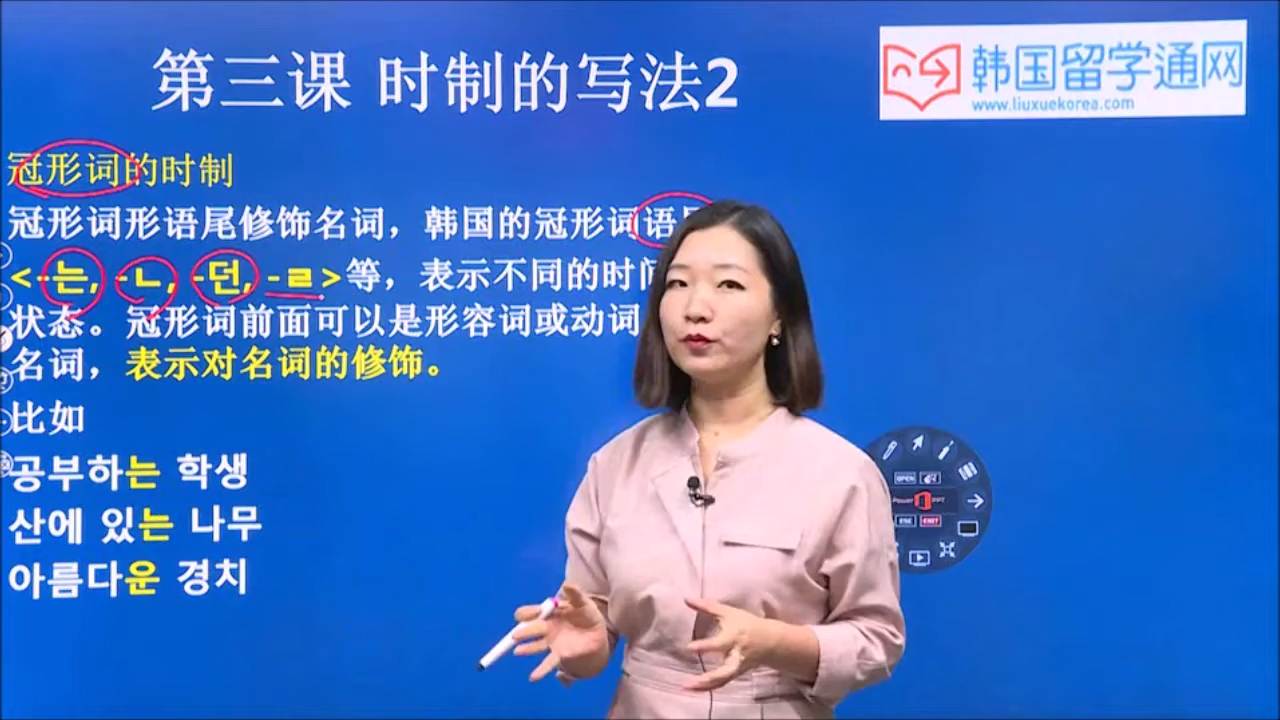 第三课 时制的写法2
韩国留学通网
www.liuxuekorea.com
冠形词的时制
冠形词形语尾修饰名词，韩国的冠形词语
<-는, -ㄴ, -던, -ㄹ>等，表示不同的时间
状态。冠形词前面可以是形容词或动词
名词，表示对名词的修饰。
比如
공부하는 학생
산에 있는 나무
아름다운 경치
OPEN
Power PPT
ESC EXIT